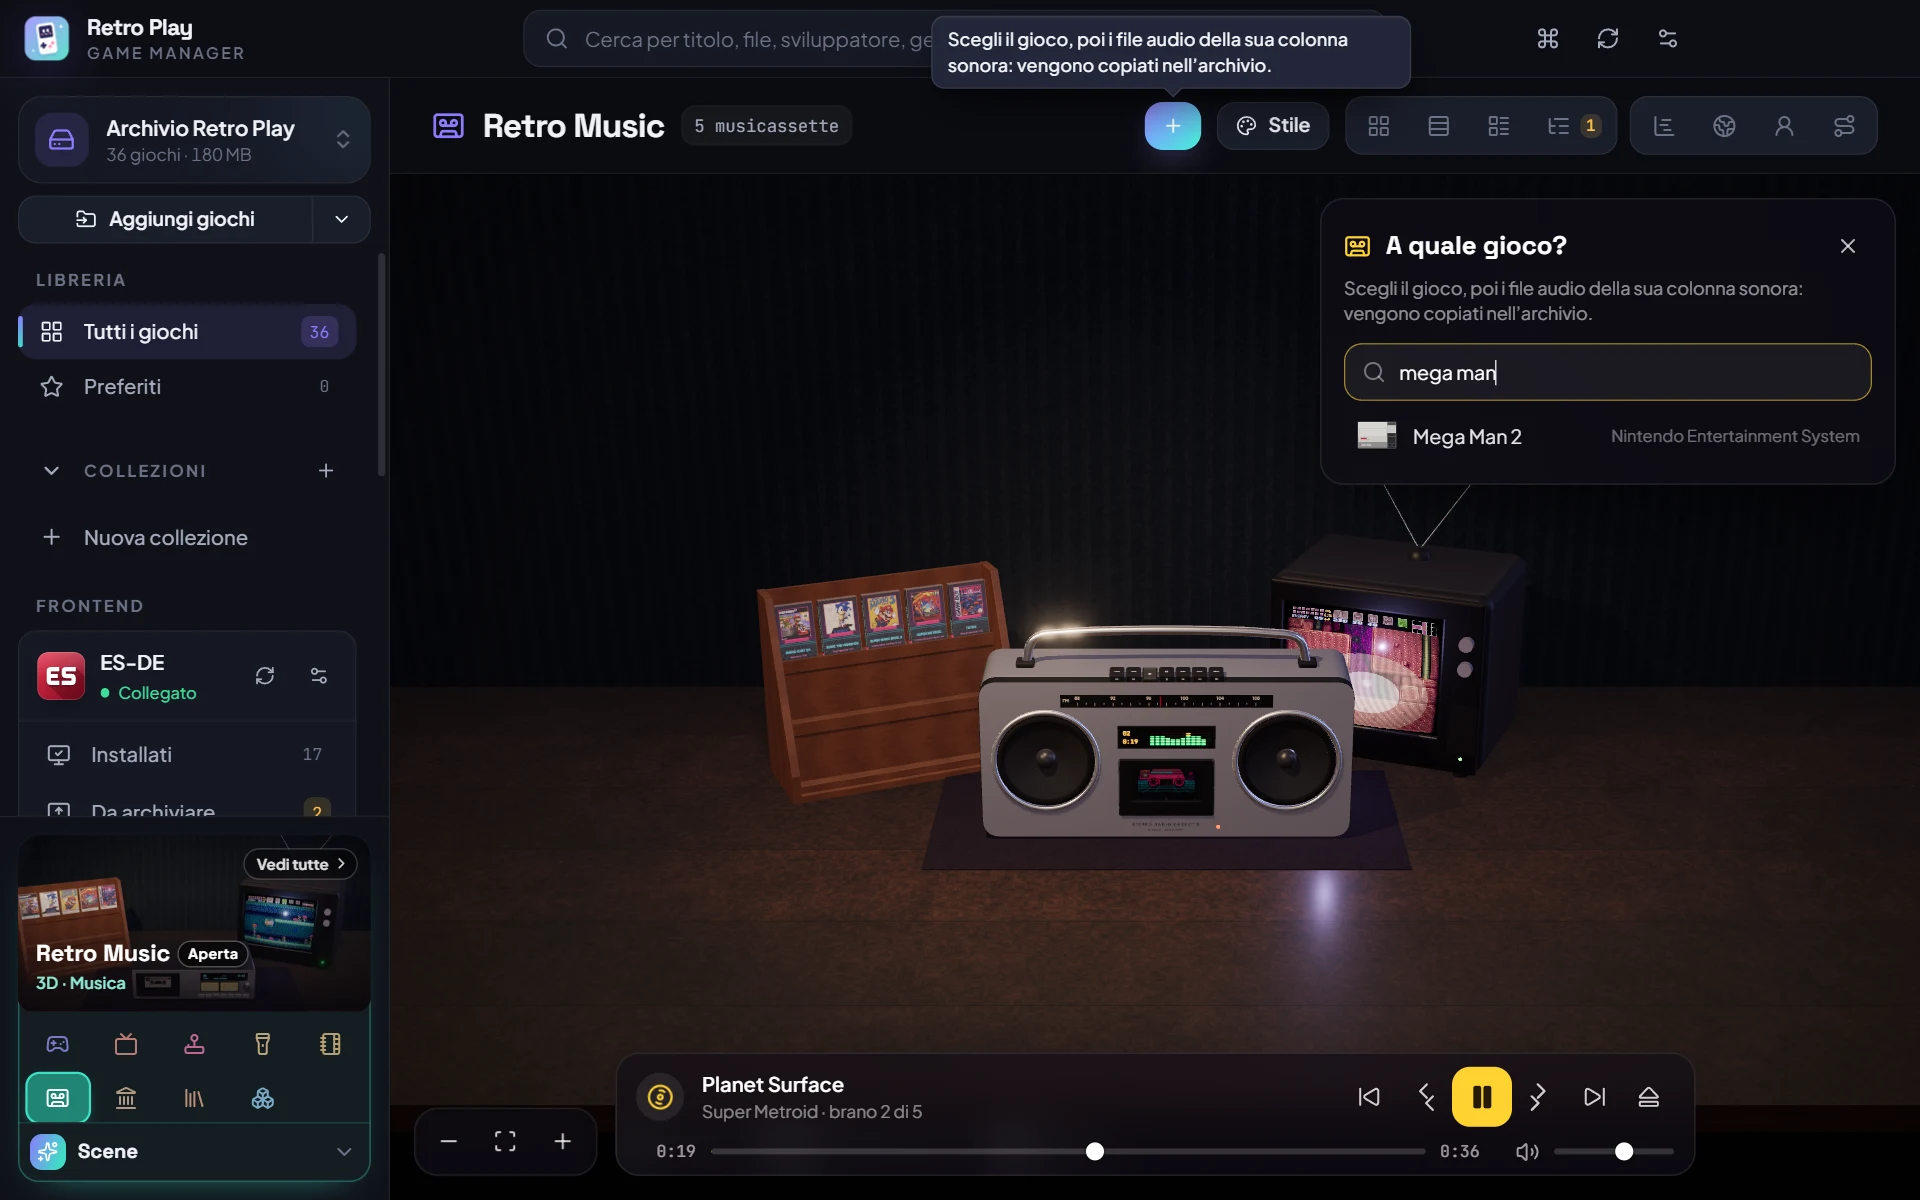 Retro Play
GAME MANAGER
Cerca per titolo, file, sviluppatore, ge
Scegli il gioco, poi i file audio della sua colonna
sonora: vengono copiati nell’archivio.
Archivio Retro Play
36 giochi · 180 MB
Aggiungi giochi
LIBRERIA
Tutti i giochi
36
Preferiti
0
COLLEZIONI
Nuova collezione
FRONTEND
ES
ES-DE
Collegato
Installati
17
Da archiviare
2
Vedi tutte
Retro Music
Aperta
3D · Musica
Scene
Retro Music
5 musicassette
Stile
1
A quale gioco?
Scegli il gioco, poi i file audio della sua colonna sonora:
vengono copiati nell’archivio.
mega man
Mega Man 2
Nintendo Entertainment System
02
0:19
Planet Surface
Super Metroid · brano 2 di 5
0:19
0:36